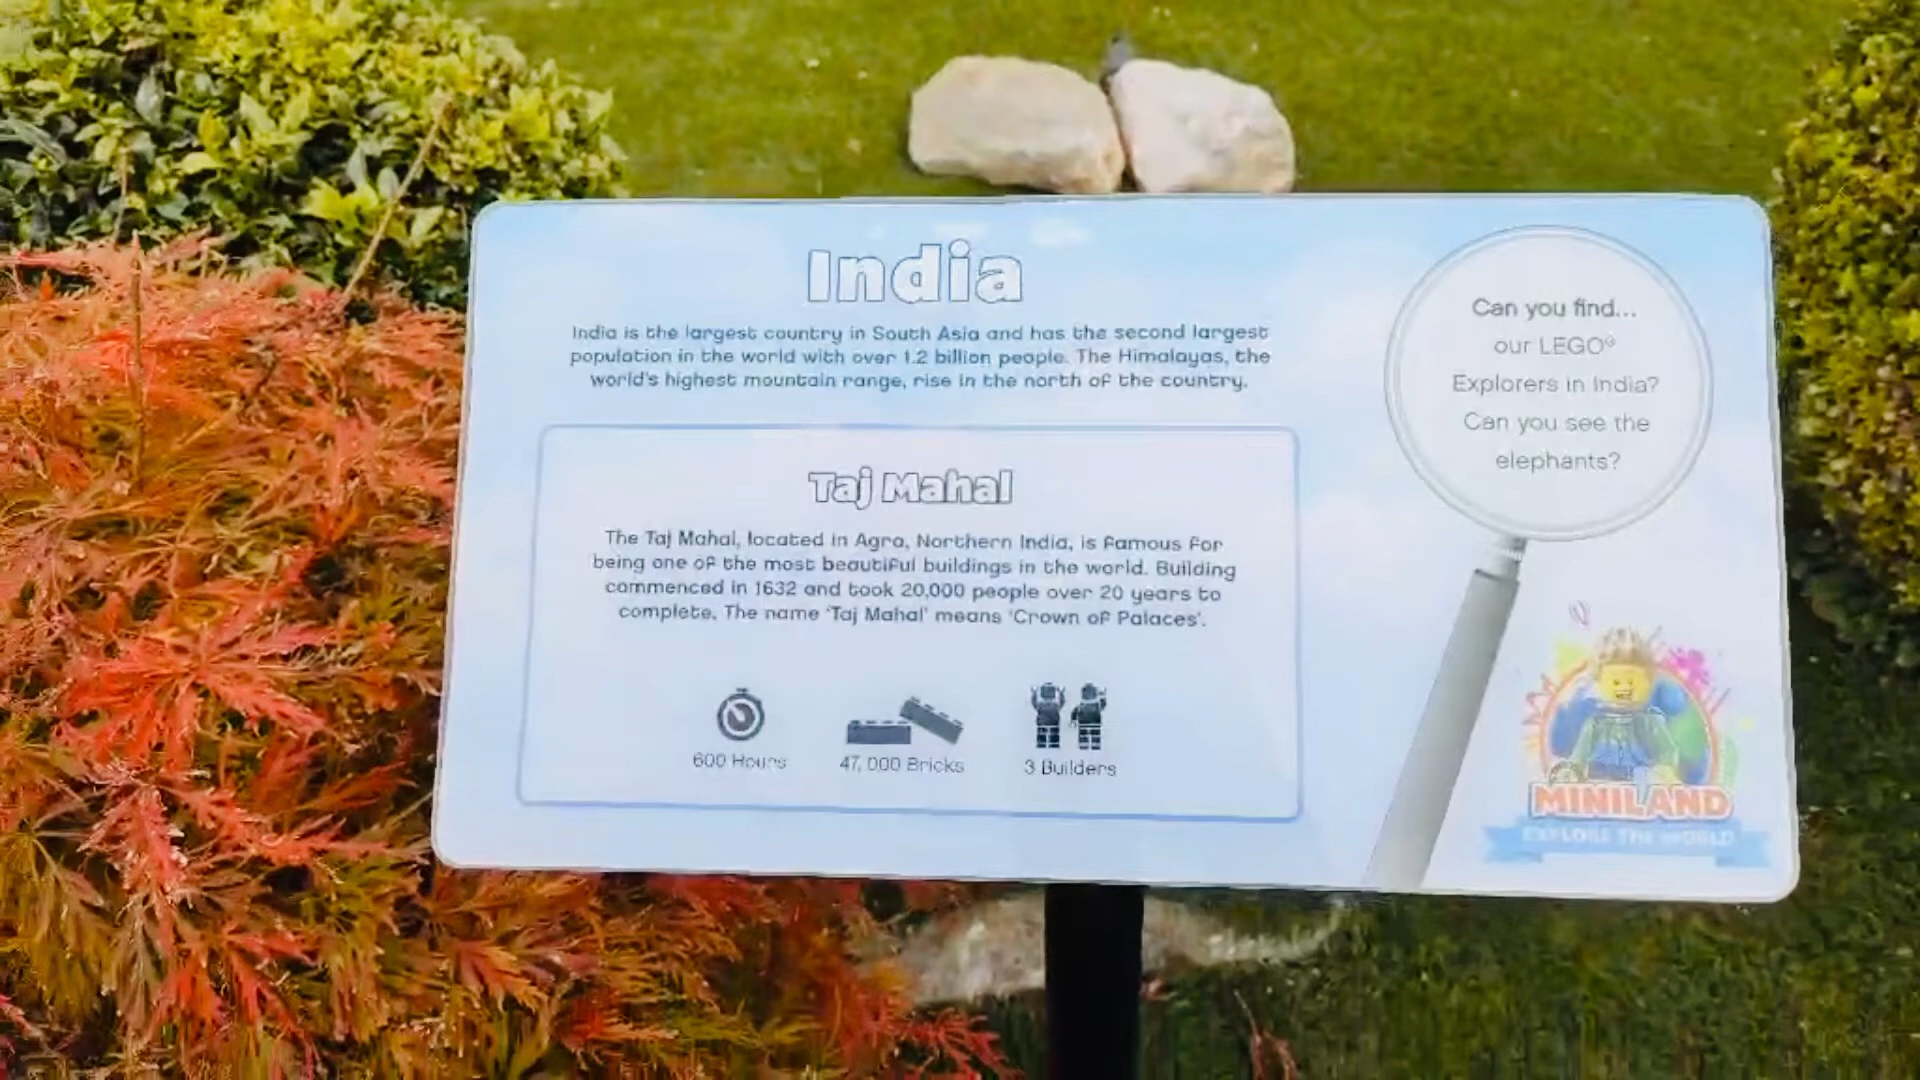 India
India is the largest country in South Asia and has the second largest
population in the world with over 1.2 billion people. The Himalayas, the
world's highest mountain range, rise in the north of the country.
Taj Mahal
The Taj Mahal, located in Agra, Northern India, is famous for
being one of the most beautiful buildings in the world. Building
commenced in 1632 and took 20,000 people over 20 years to
complete. The name 'Taj Mahal' means 'Crown of Palaces'.
600 Hours
47, 000 Bricks
3 Builders
Can you find...
our LEGO®
Explorers in India?
Can you see the
elephants?
MINILAND
EXPLORE THE WORLD